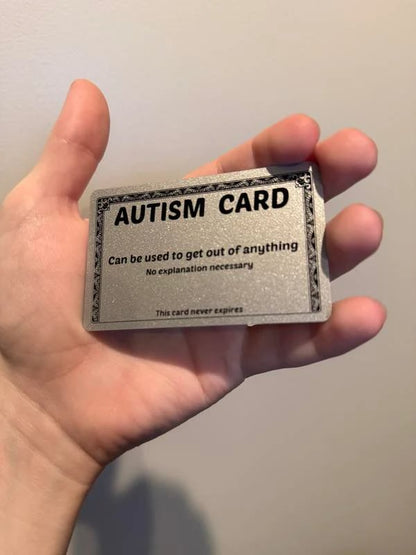 AUTISM CARD
Can be used to get out of anything
No explanation necessary
This card never expires